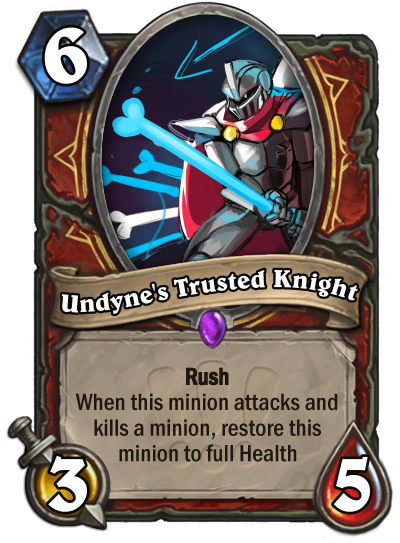 6
Undyne's Trusted Knight
Rush
When this minion attacks and
kills a minion, restore this
minion to full Health
3
5